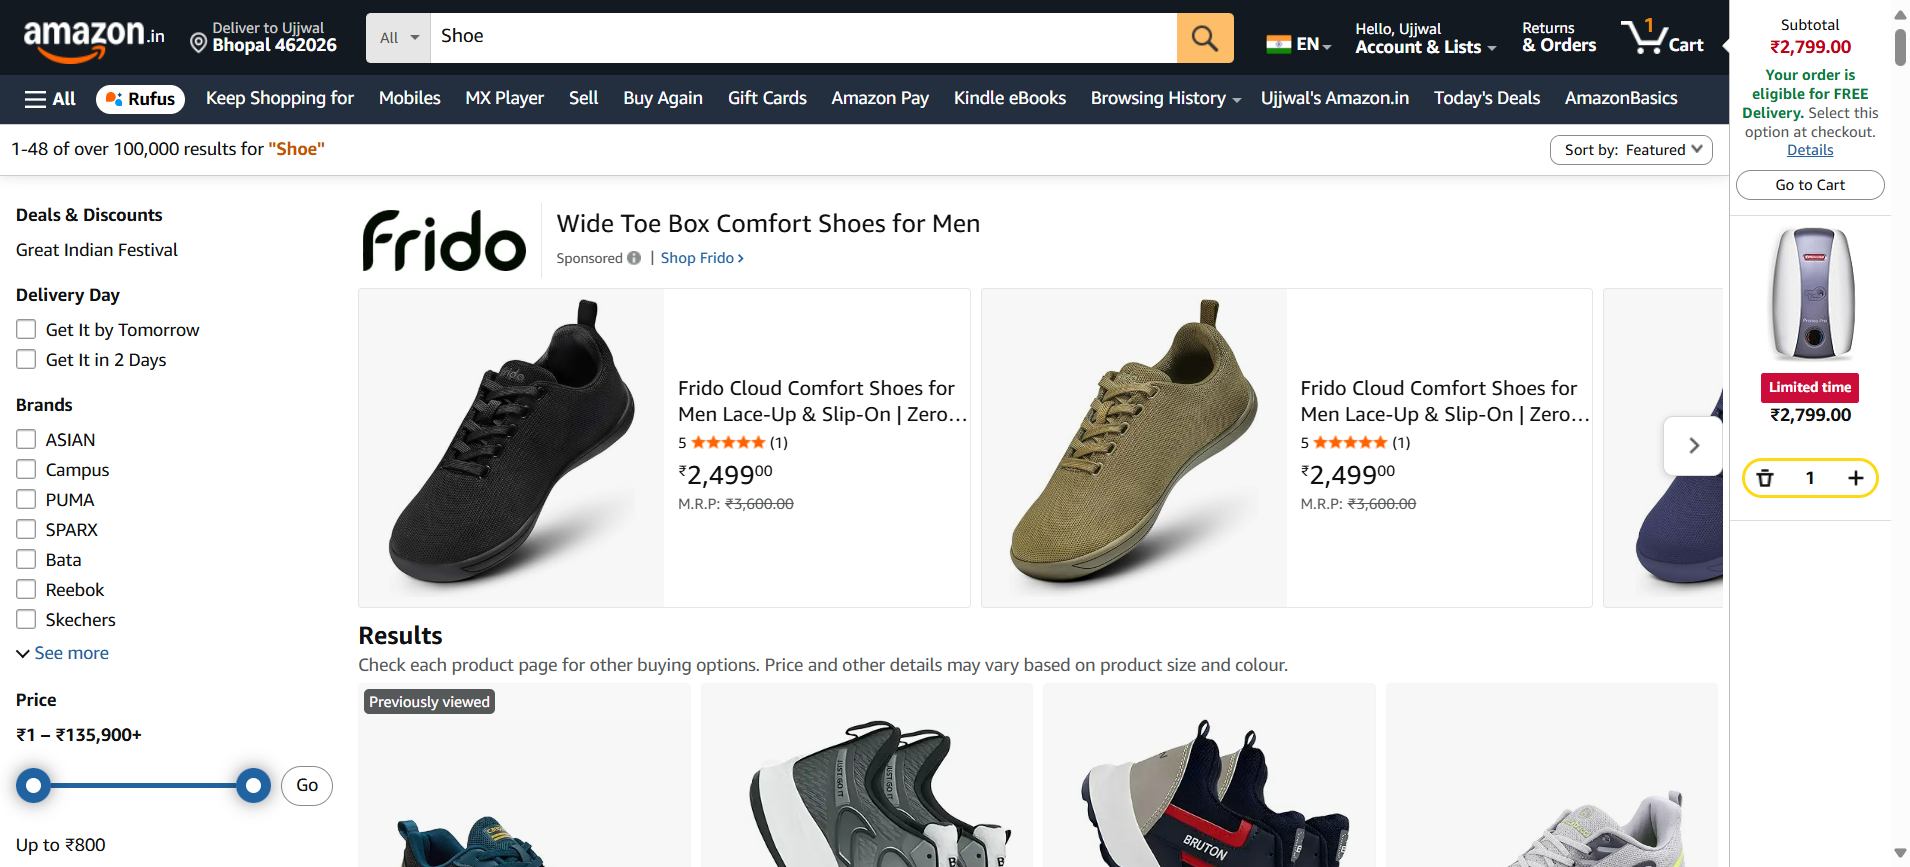 amazon.in
Deliver to Ujjwal
Bhopal 462026
All
Shoe
EN
Hello, Ujjwal
Account & Lists
Returns
& Orders
1
Cart
All
Rufus
Keep Shopping for
Mobiles
MX Player
Sell
Buy Again
Gift Cards
Amazon Pay
Kindle eBooks
Browsing History
Ujjwal's Amazon.in
Today's Deals
AmazonBasics
1-48 of over 100,000 results for "Shoe"
Sort by: Featured
Deals & Discounts
Great Indian Festival
Delivery Day
Get It by Tomorrow
Get It in 2 Days
Brands
ASIAN
Campus
PUMA
SPARX
Bata
Reebok
Skechers
See more
Price
₹1 – ₹135,900+
Go
Up to ₹800
Frido
Wide Toe Box Comfort Shoes for Men
Sponsored | Shop Frido ›
Frido Cloud Comfort Shoes for
Men Lace-Up & Slip-On | Zero…
5 (1)
₹2,49900
M.R.P: ₹3,600.00
Frido Cloud Comfort Shoes for
Men Lace-Up & Slip-On | Zero…
5 (1)
₹2,49900
M.R.P: ₹3,600.00
Results
Check each product page for other buying options. Price and other details may vary based on product size and colour.
Previously viewed
JUST GO IT
JUST GO IT
BRUTON
Subtotal
₹2,799.00
Your order is
eligible for FREE
Delivery. Select this
option at checkout.
Details
Go to Cart
Limited time
₹2,799.00
1